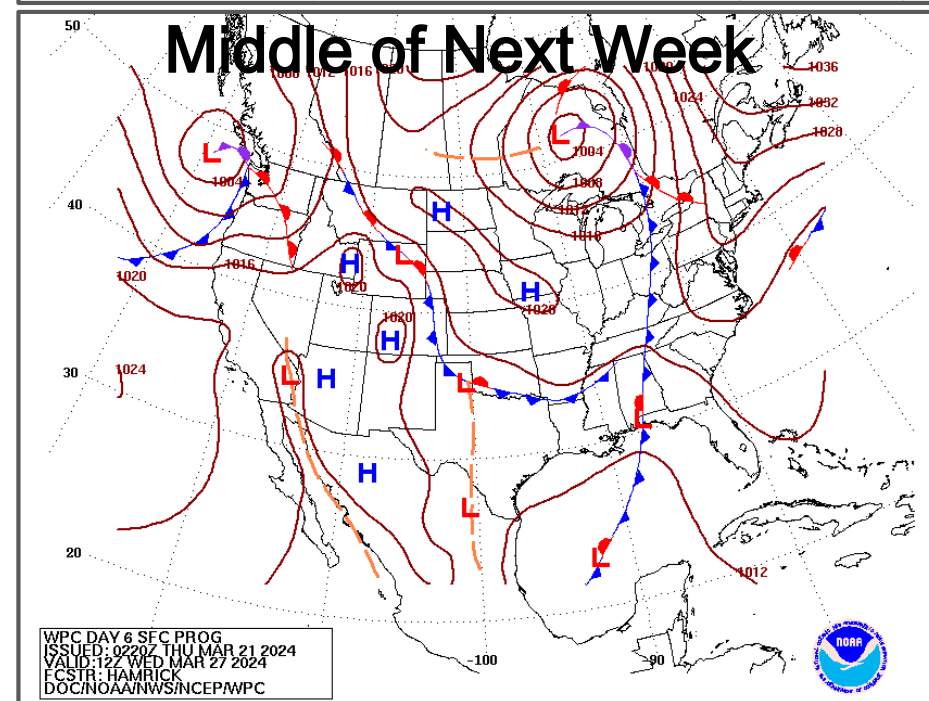 Middle of Next Week
50
1008 1012 1016
1020
1036
1024
1032
1028
1004
1004
1008
1012
1016
40
H
L
L
1020
1016
H
1020
L
H
1020
1020
H
30
1024
L
H
L
L
H
L
20
L
1012
-100
-90
WPC DAY 6 SFC PROG
ISSUED: 0220Z THU MAR 21 2024
VALID:12Z WED MAR 27 2024
FCSTR: HAMRICK
DOC/NOAA/NWS/NCEP/WPC
NOAA